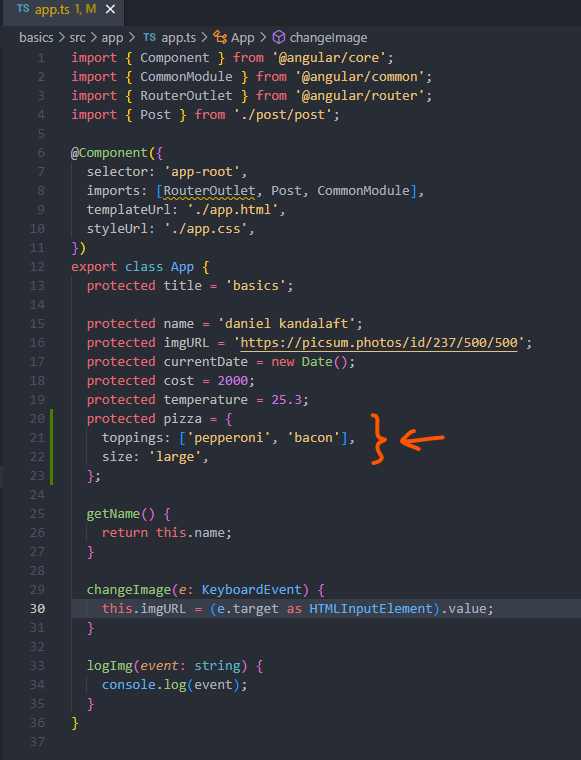 TS app.ts 1, M ×
basics > src > app > TS app.ts > App > changeImage
1 import { Component } from '@angular/core';
2 import { CommonModule } from '@angular/common';
3 import { RouterOutlet } from '@angular/router';
4 import { Post } from './post/post';
5
6 @Component({
7 selector: 'app-root',
8 imports: [RouterOutlet, Post, CommonModule],
9 templateUrl: './app.html',
10 styleUrl: './app.css',
11 })
12 export class App {
13 protected title = 'basics';
14
15 protected name = 'daniel kandalaft';
16 protected imgURL = 'https://picsum.photos/id/237/500/500';
17 protected currentDate = new Date();
18 protected cost = 2000;
19 protected temperature = 25.3;
20 protected pizza = {
21 toppings: ['pepperoni', 'bacon'],
22 size: 'large',
23 };
24
25 getName() {
26 return this.name;
27 }
28
29 changeImage(e: KeyboardEvent) {
30 this.imgURL = (e.target as HTMLInputElement).value;
31 }
32
33 logImg(event: string) {
34 console.log(event);
35 }
36 }
37